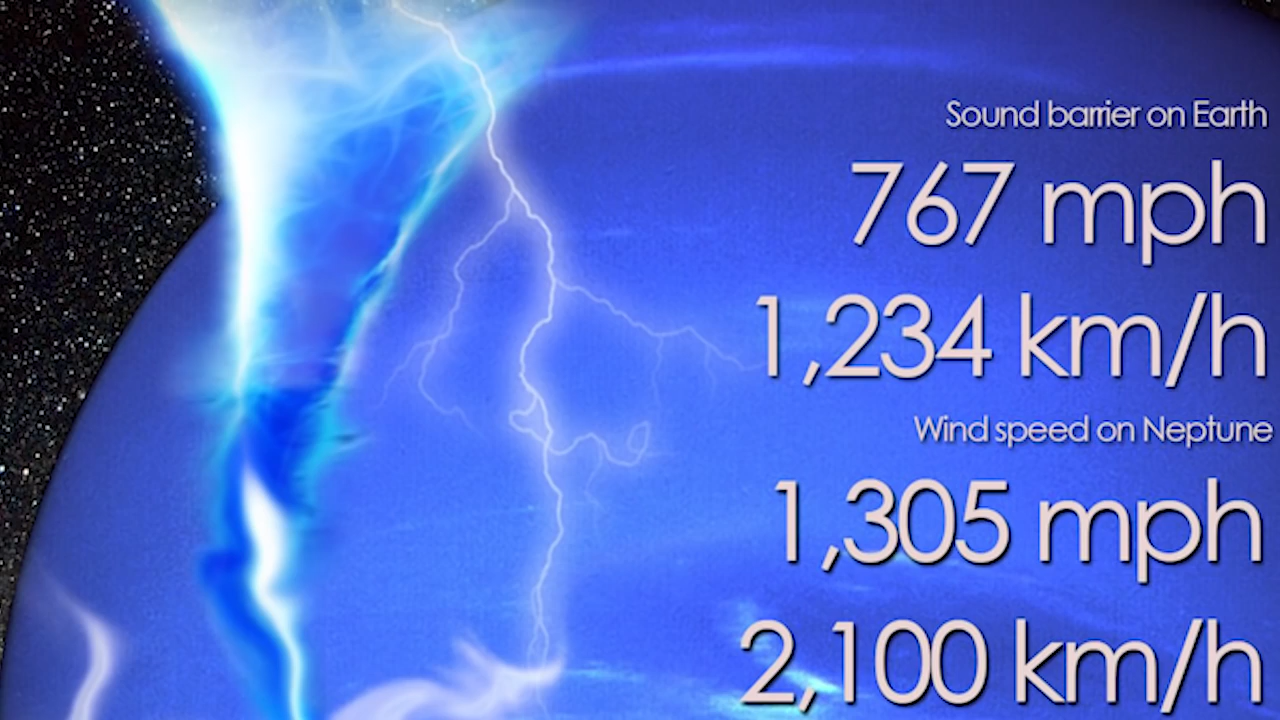 Sound barrier on Earth
767 mph
1,234 km/h
Wind speed on Neptune
1,305 mph
2,100 km/h